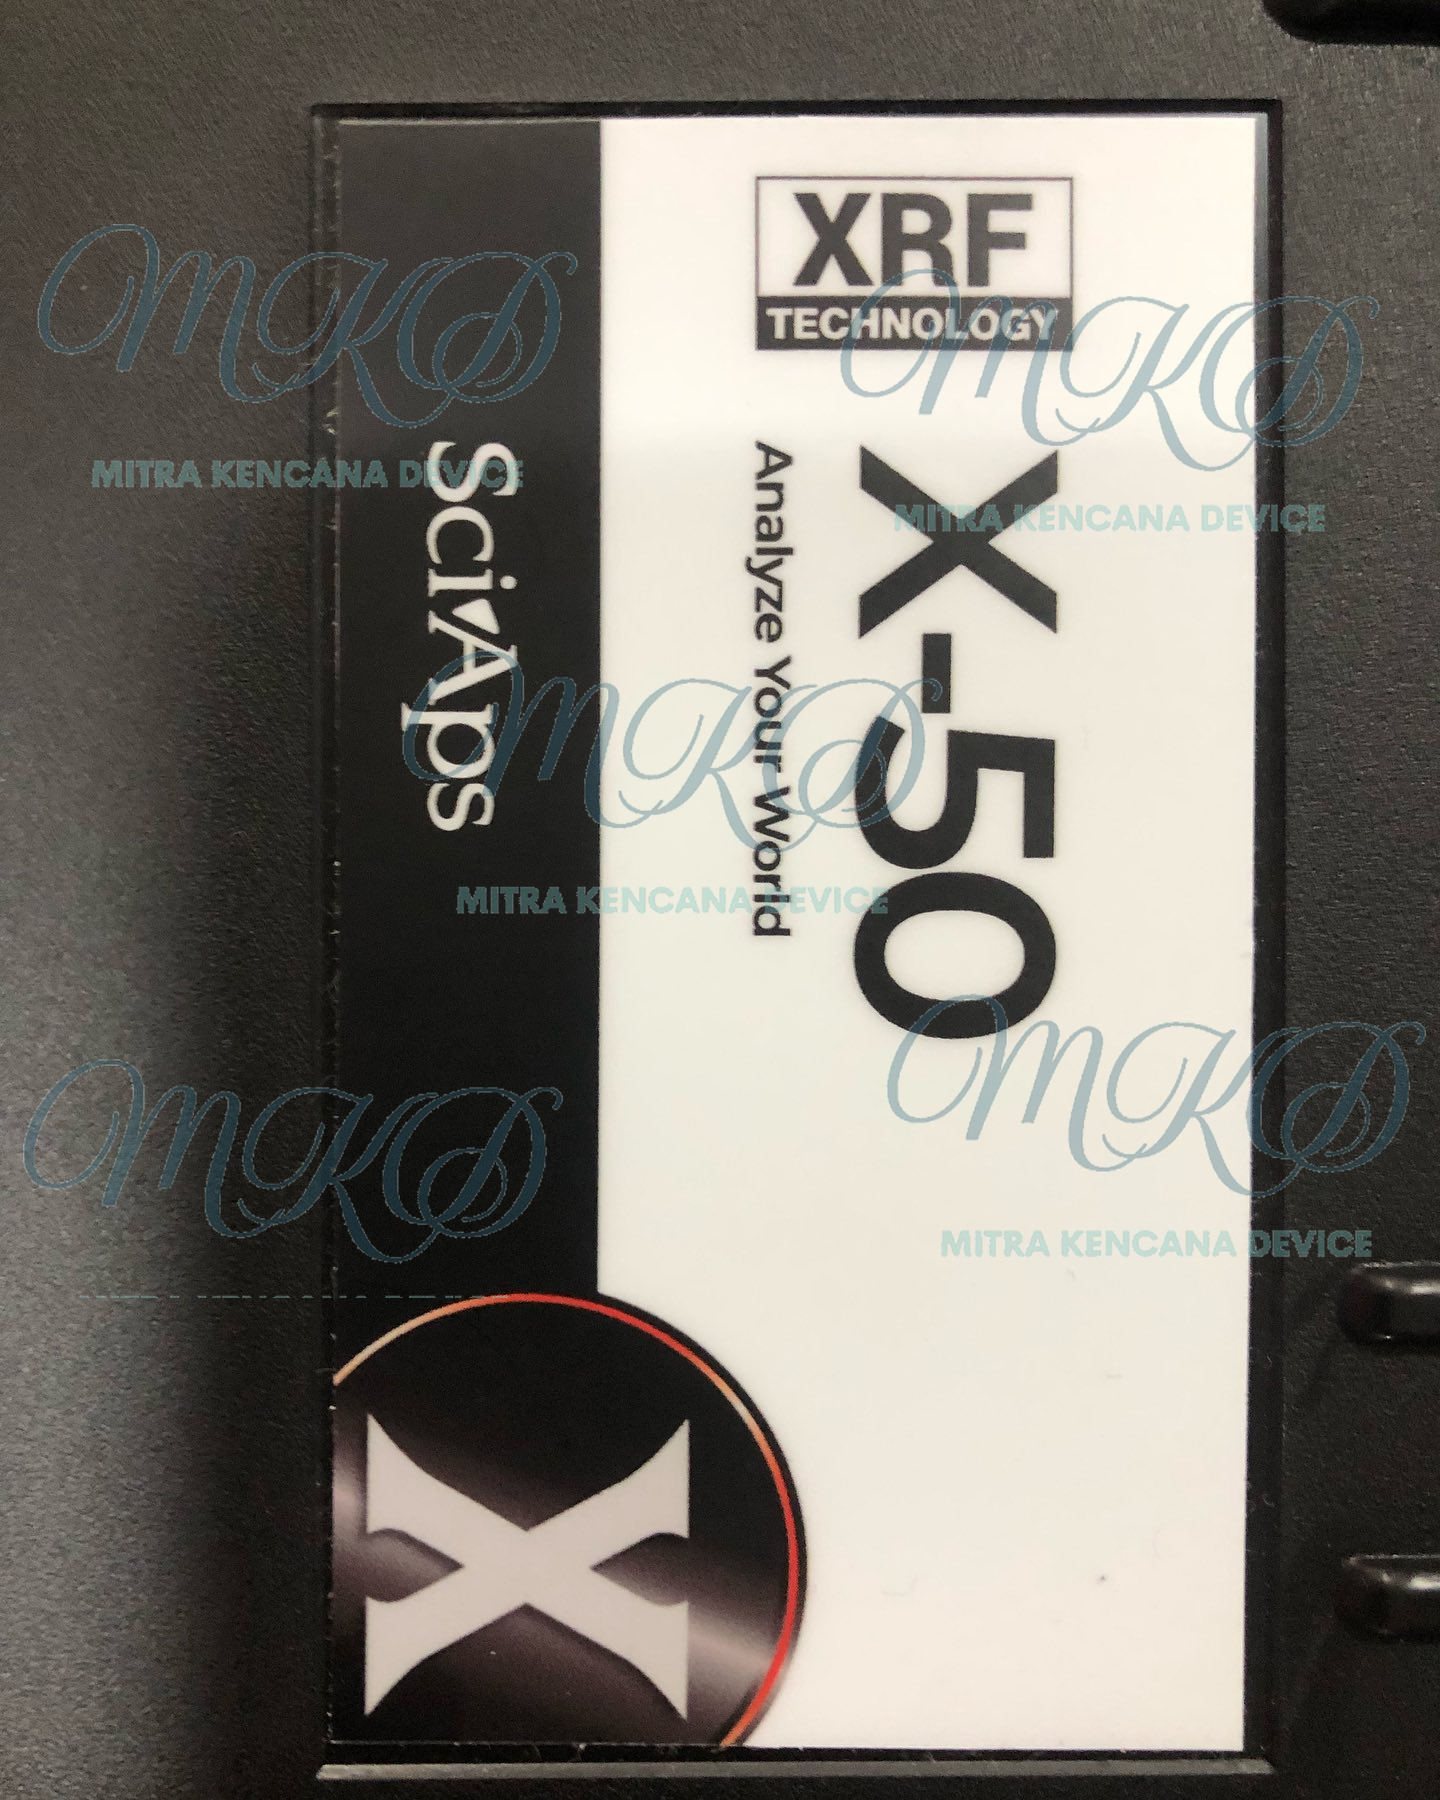 XRF
TECHNOLOGY
X-50
Analyze Your World
SciAps
X
MKD
MITRA KENCANA DEVICE
MKD
MITRA KENCANA DEVICE
MKD
MITRA KENCANA DEVICE
MKD
MITRA KENCANA DEVICE
MKD